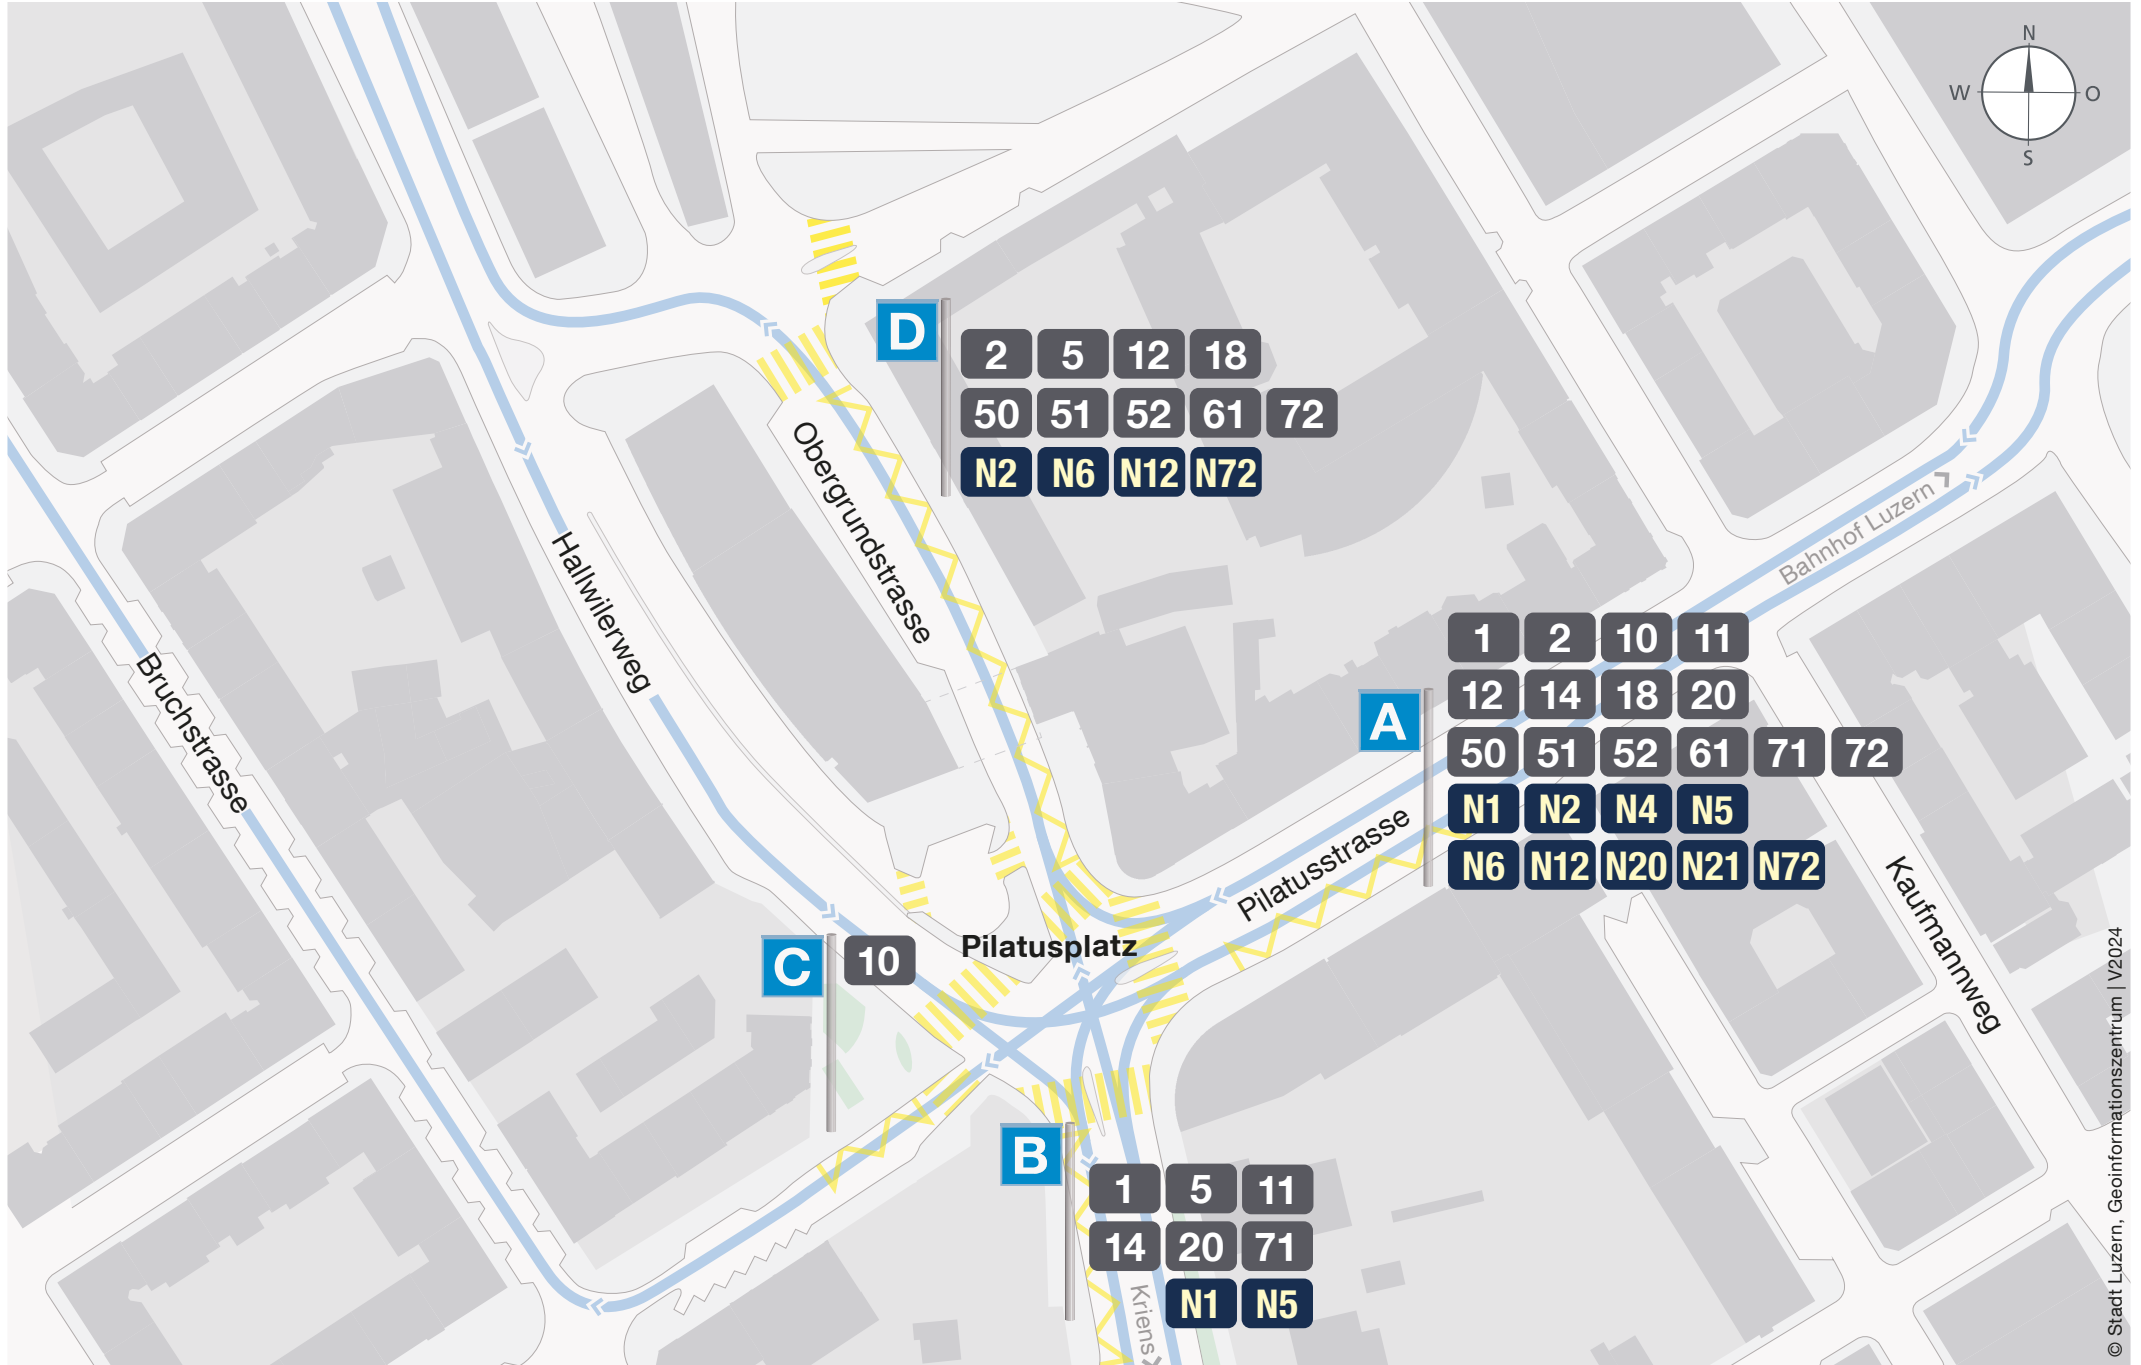 N
W O
S
D
2 5 12 18
50 51 52 61 72
N2 N6 N12 N72
Obergrundstrasse
Hallwilerweg
Bruchstrasse
Bahnhof Luzern
A
1 2 10 11
12 14 18 20
50 51 52 61 71 72
N1 N2 N4 N5
N6 N12 N20 N21 N72
Pilatusstrasse
Kaufmannweg
Pilatusplatz
C
10
B
1 5 11
14 20 71
N1 N5
Kriens
© Stadt Luzern, Geoinformationszentrum | V2024